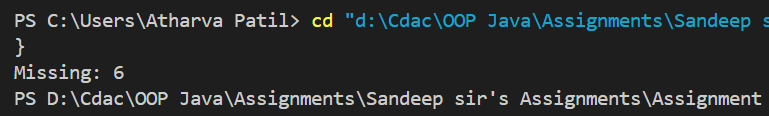 PS C:\Users\Atharva Patil> cd "d:\Cdac\OOP Java\Assignments\Sandeep s
}
Missing: 6
PS D:\Cdac\OOP Java\Assignments\Sandeep sir's Assignments\Assignment